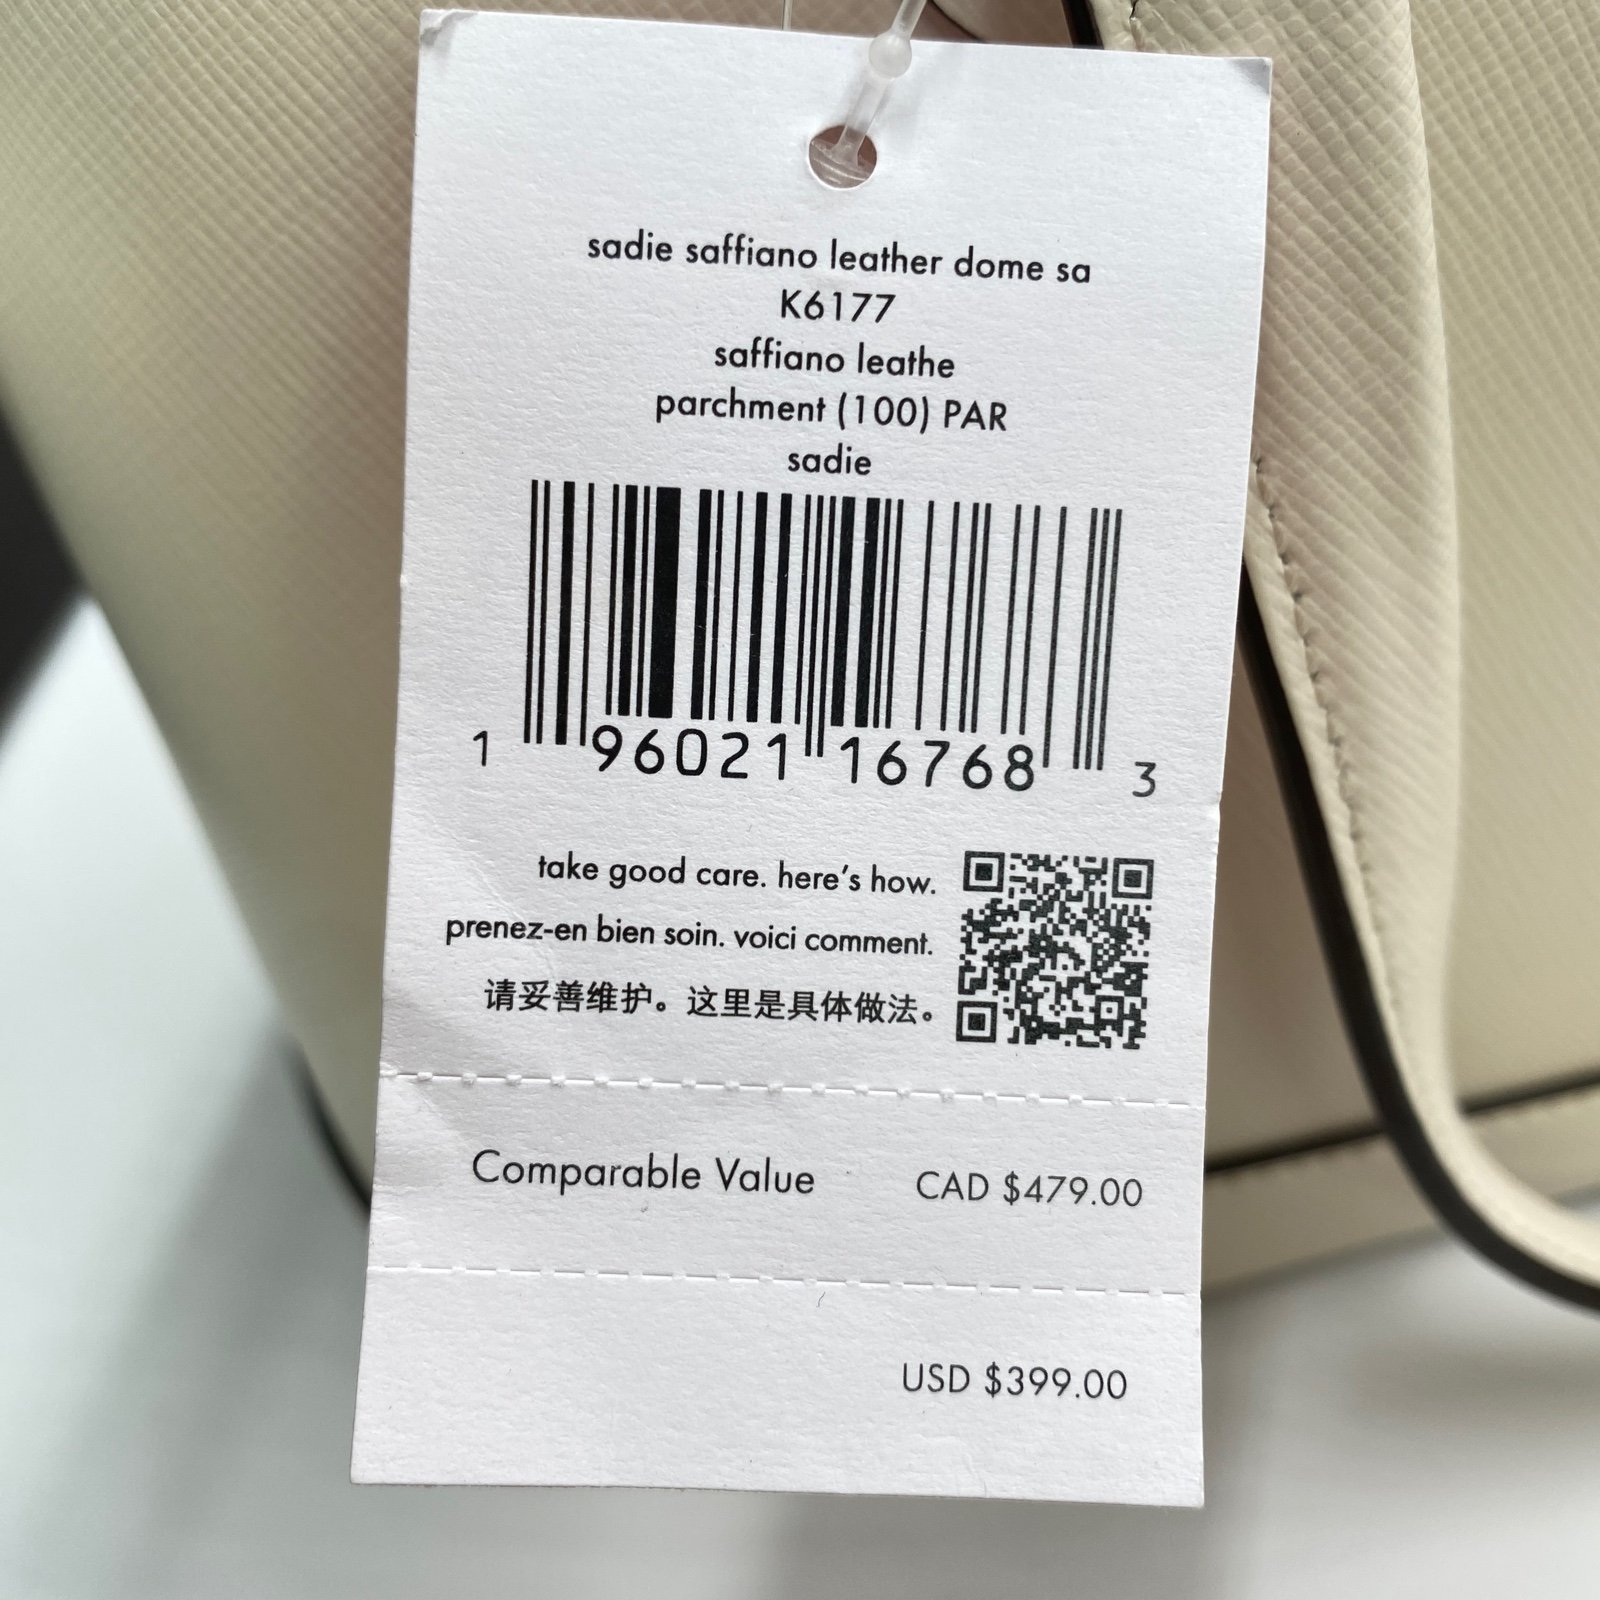 sadie saffiano leather dome sa
K6177
saffiano leathe
parchment (100) PAR
sadie
1 96021 16768 3
take good care. here's how.
prenez-en bien soin. voici comment.
请妥善维护。这里是具体做法。
Comparable Value CAD $479.00
USD $399.00